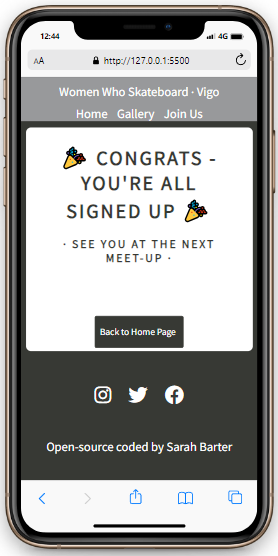 12:44
4G
AA http://127.0.1:5500
Women Who Skateboard · Vigo
Home Gallery Join Us
🎉 CONGRATS -
YOU'RE ALL
SIGNED UP 🎉
· SEE YOU AT THE NEXT
MEET-UP ·
Back to Home Page
Open-source coded by Sarah Barter